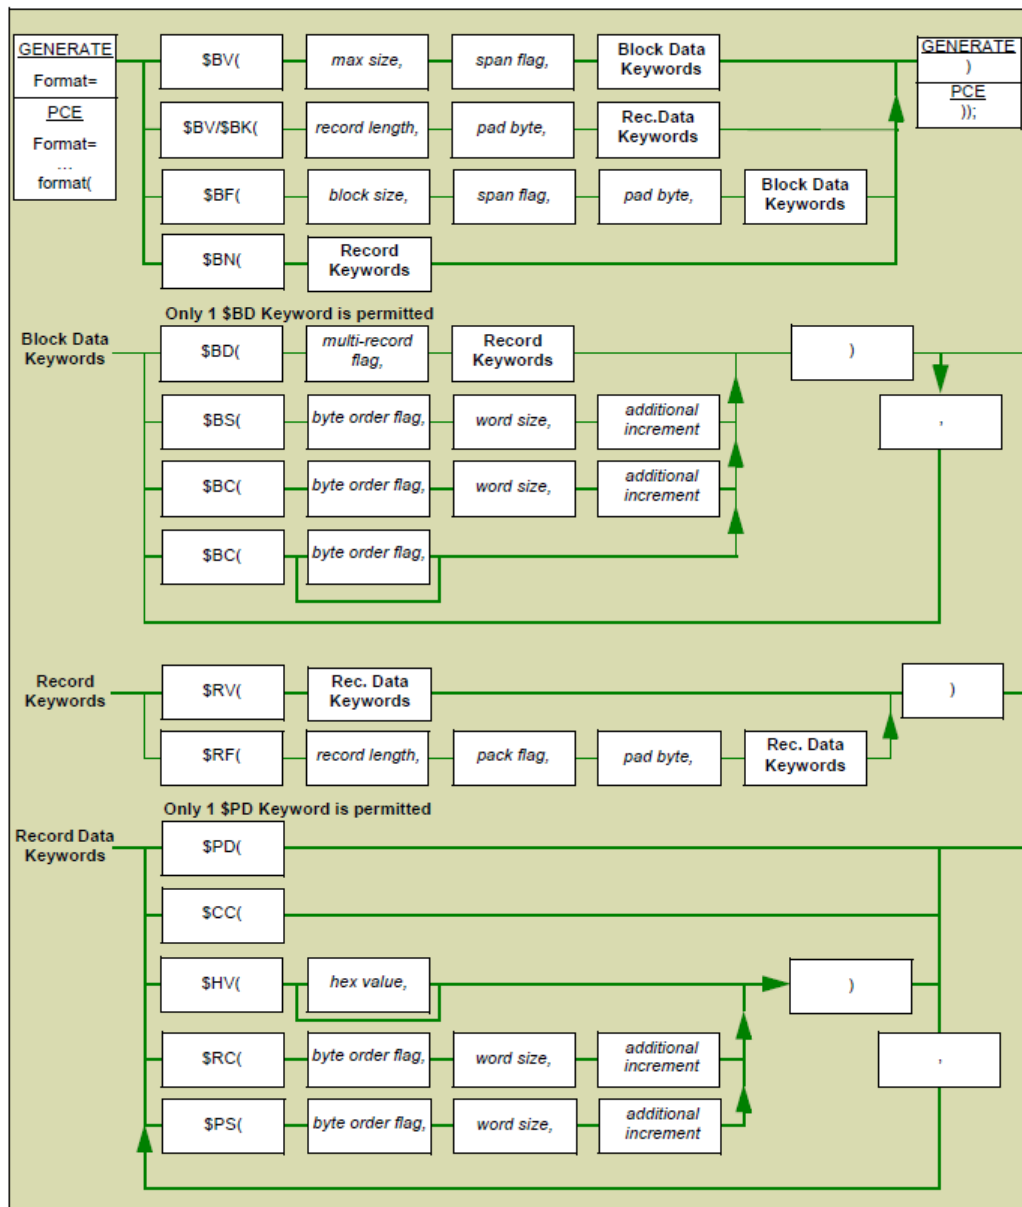 GENERATE
Format=
PCE
Format=
...
format(
$BV(
max size,
span flag,
Block Data
Keywords
GENERATE
)
PCE
));
$BV/$BK(
record length,
pad byte,
Rec.Data
Keywords
$BF(
block size,
span flag,
pad byte,
Block Data
Keywords
$BN(
Record
Keywords
Only 1 $BD Keyword is permitted
Block Data
Keywords
$BD(
multi-record
flag,
Record
Keywords
)
$BS(
byte order flag,
word size,
additional
increment
,
$BC(
byte order flag,
word size,
additional
increment
$BC(
byte order flag,
Record
Keywords
$RV(
Rec. Data
Keywords
)
$RF(
record length,
pack flag,
pad byte,
Rec. Data
Keywords
Only 1 $PD Keyword is permitted
Record Data
Keywords
$PD(
$CC(
$HV(
hex value,
)
$RC(
byte order flag,
word size,
additional
increment
,
$PS(
byte order flag,
word size,
additional
increment